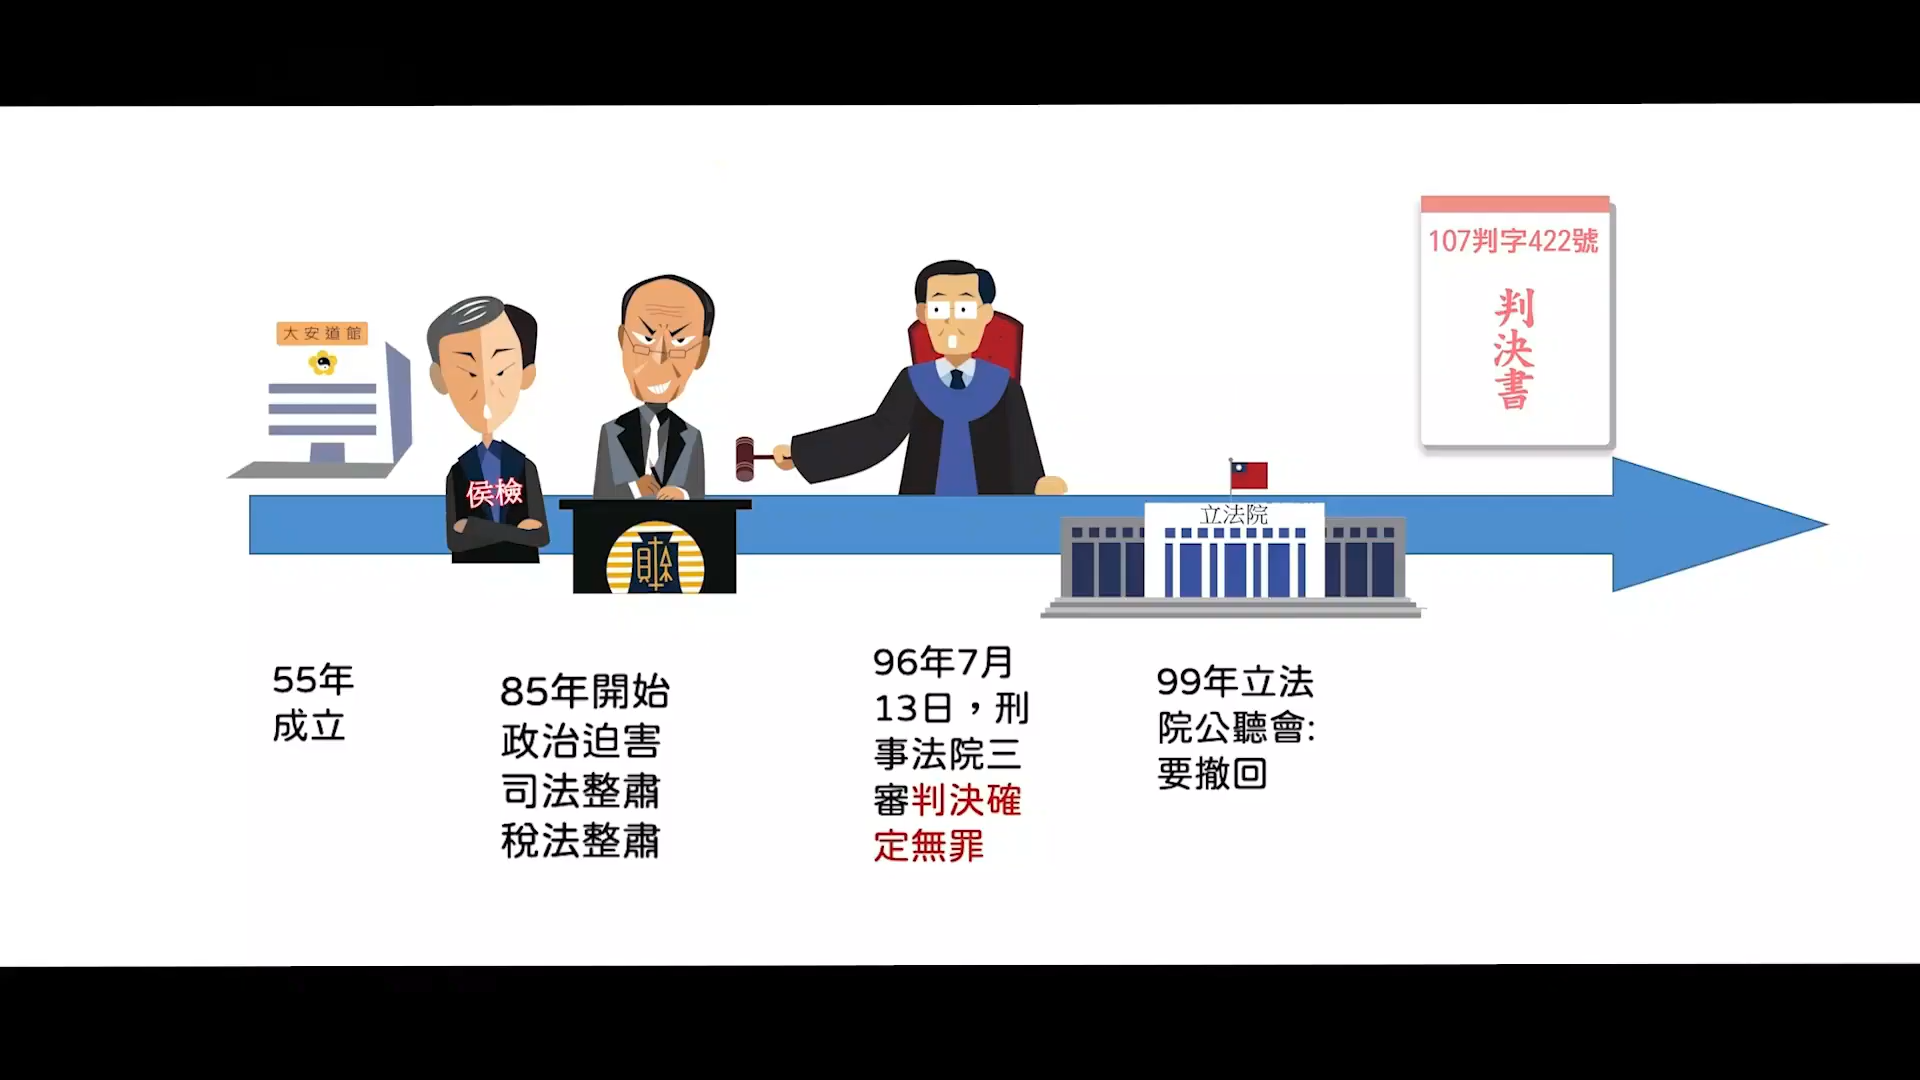 大安道館
侯檢
財
立法院
107判字422號
判決書
55年
成立
85年開始
政治迫害
司法整肅
稅法整肅
96年7月
13日,刑
事法院三
審判決確
定無罪
99年立法
院公聽會:
要撤回